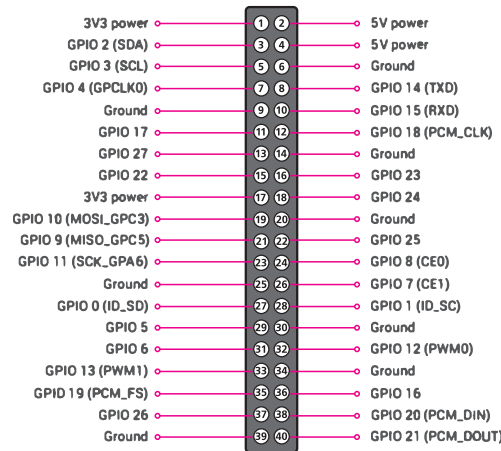 3V3 power 1 2 5V power
GPIO 2 (SDA) 3 4 5V power
GPIO 3 (SCL) 5 6 Ground
GPIO 4 (GPCLK0) 7 8 GPIO 14 (TXD)
Ground 9 10 GPIO 15 (RXD)
GPIO 17 11 12 GPIO 18 (PCM_CLK)
GPIO 27 13 14 Ground
GPIO 22 15 16 GPIO 23
3V3 power 17 18 GPIO 24
GPIO 10 (MOSI_GPC3) 19 20 Ground
GPIO 9 (MISO_GPC5) 21 22 GPIO 25
GPIO 11 (SCK_GPA6) 23 24 GPIO 8 (CE0)
Ground 25 26 GPIO 7 (CE1)
GPIO 0 (ID_SD) 27 28 GPIO 1 (ID_SC)
GPIO 5 29 30 Ground
GPIO 6 31 32 GPIO 12 (PWM0)
GPIO 13 (PWM1) 33 34 Ground
GPID 19 (PCM_FS) 35 36 GPIO 16
GPIO 26 37 38 GPIO 20 (PCM_DIN)
Ground 39 40 GPIO 21 (PCM_DOUT)